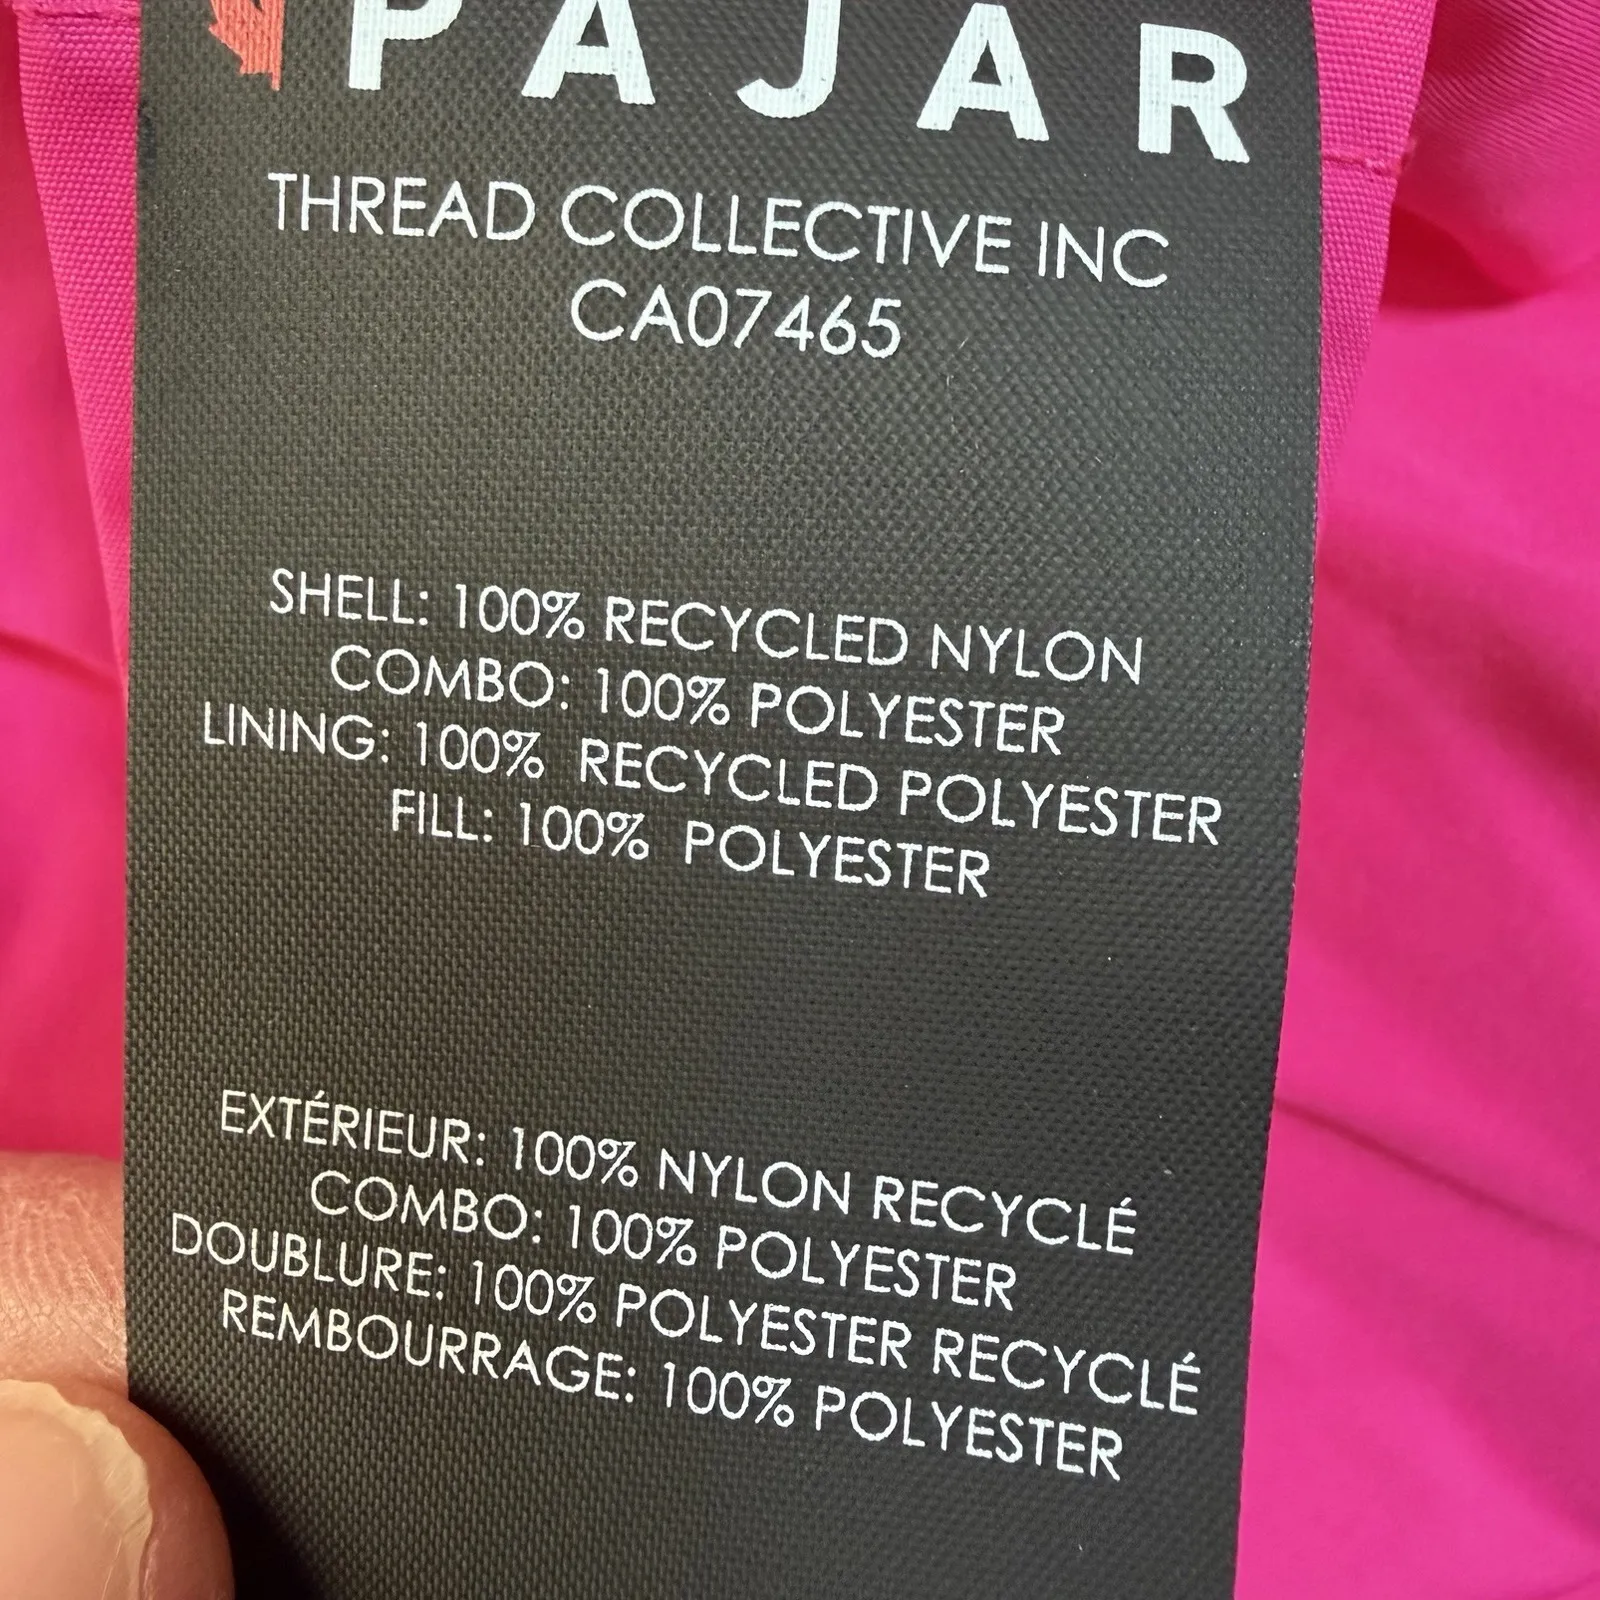 PAJAR
THREAD COLLECTIVE INC
CA07465
SHELL: 100% RECYCLED NYLON
COMBO: 100% POLYESTER
LINING: 100% RECYCLED POLYESTER
FILL: 100% POLYESTER
EXTÉRIEUR: 100% NYLON RECYCLÉ
COMBO: 100% POLYESTER
DOUBLURE: 100% POLYESTER RECYCLÉ
REMBOURRAGE: 100% POLYESTER